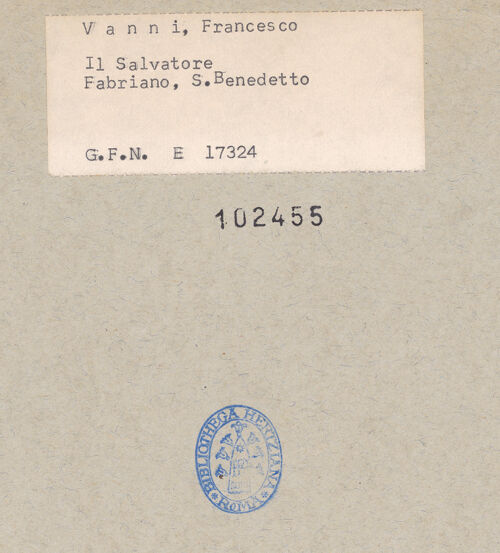 V a n n i, Francesco
Il Salvatore
Fabriano, S.Benedetto
G.F.N. E 17324
102455
BIBLIOTHECA HERTZIANA
* ROMA *